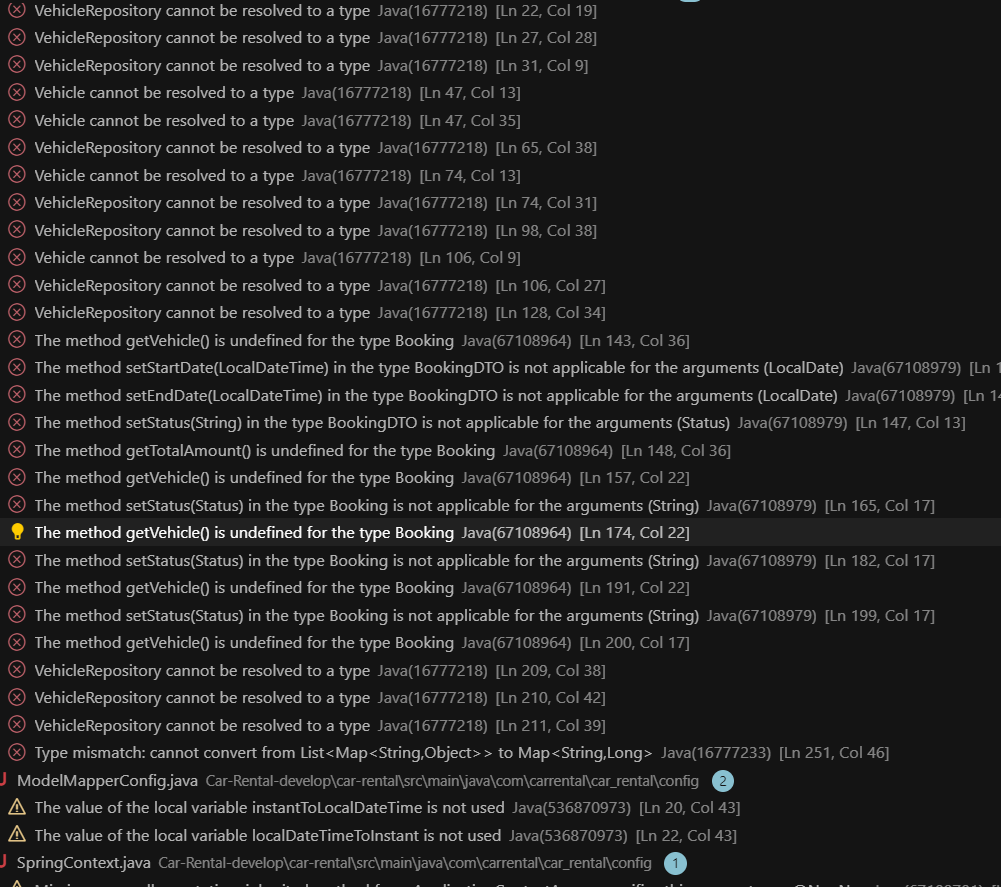 VehicleRepository cannot be resolved to a type Java(16777218) [Ln 22, Col 19]
VehicleRepository cannot be resolved to a type Java(16777218) [Ln 27, Col 28]
VehicleRepository cannot be resolved to a type Java(16777218) [Ln 31, Col 9]
Vehicle cannot be resolved to a type Java(16777218) [Ln 47, Col 13]
Vehicle cannot be resolved to a type Java(16777218) [Ln 47, Col 35]
VehicleRepository cannot be resolved to a type Java(16777218) [Ln 65, Col 38]
Vehicle cannot be resolved to a type Java(16777218) [Ln 74, Col 13]
VehicleRepository cannot be resolved to a type Java(16777218) [Ln 74, Col 31]
VehicleRepository cannot be resolved to a type Java(16777218) [Ln 98, Col 38]
Vehicle cannot be resolved to a type Java(16777218) [Ln 106, Col 9]
VehicleRepository cannot be resolved to a type Java(16777218) [Ln 106, Col 27]
VehicleRepository cannot be resolved to a type Java(16777218) [Ln 128, Col 34]
The method getVehicle() is undefined for the type Booking Java(67108964) [Ln 143, Col 36]
The method setStartDate(LocalDateTime) in the type BookingDTO is not applicable for the arguments (LocalDate) Java(67108979) [Ln 1
The method setEndDate(LocalDateTime) in the type BookingDTO is not applicable for the arguments (LocalDate) Java(67108979) [Ln 14
The method setStatus(String) in the type BookingDTO is not applicable for the arguments (Status) Java(67108979) [Ln 147, Col 13]
The method getTotalAmount() is undefined for the type Booking Java(67108964) [Ln 148, Col 36]
The method getVehicle() is undefined for the type Booking Java(67108964) [Ln 157, Col 22]
The method setStatus(Status) in the type Booking is not applicable for the arguments (String) Java(67108979) [Ln 165, Col 17]
The method getVehicle() is undefined for the type Booking Java(67108964) [Ln 174, Col 22]
The method setStatus(Status) in the type Booking is not applicable for the arguments (String) Java(67108979) [Ln 182, Col 17]
The method getVehicle() is undefined for the type Booking Java(67108964) [Ln 191, Col 22]
The method setStatus(Status) in the type Booking is not applicable for the arguments (String) Java(67108979) [Ln 199, Col 17]
The method getVehicle() is undefined for the type Booking Java(67108964) [Ln 200, Col 17]
VehicleRepository cannot be resolved to a type Java(16777218) [Ln 209, Col 38]
VehicleRepository cannot be resolved to a type Java(16777218) [Ln 210, Col 42]
VehicleRepository cannot be resolved to a type Java(16777218) [Ln 211, Col 39]
Type mismatch: cannot convert from List<Map<String,Object>> to Map<String,Long> Java(16777233) [Ln 251, Col 46]
ModelMapperConfig.java Car-Rental-develop\car-rental\src\main\java\com\carrental\car_rental\config 2
The value of the local variable instantToLocalDateTime is not used Java(536870973) [Ln 20, Col 43]
The value of the local variable localDateTimeToInstant is not used Java(536870973) [Ln 22, Col 43]
SpringContext.java Car-Rental-develop\car-rental\src\main\java\com\carrental\car_rental\config 1